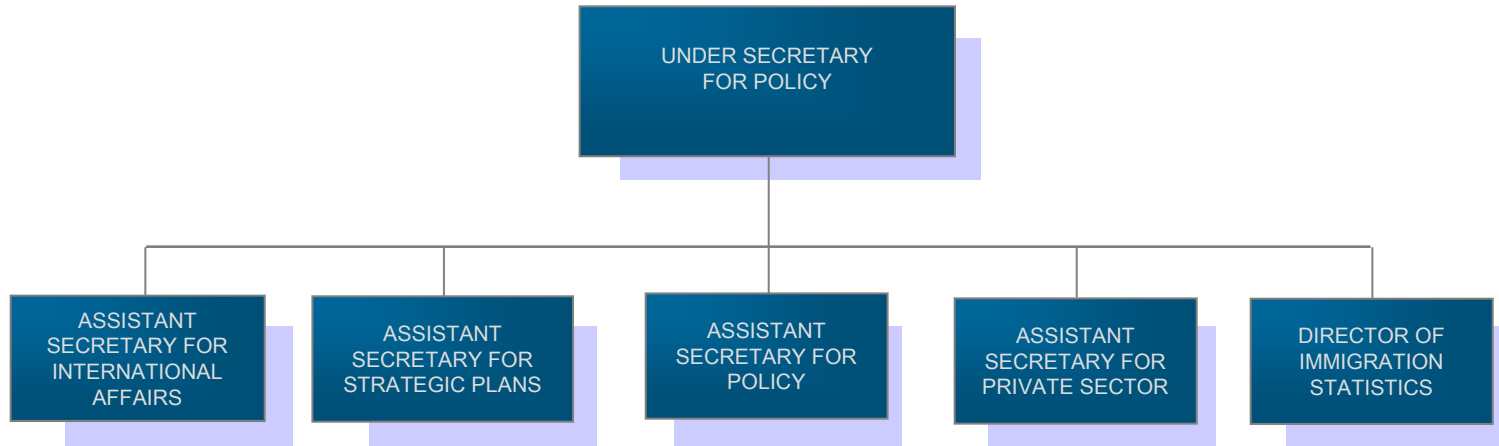 UNDER SECRETARY
FOR POLICY
ASSISTANT
SECRETARY FOR
INTERNATIONAL
AFFAIRS
ASSISTANT
SECRETARY FOR
STRATEGIC PLANS
ASSISTANT
SECRETARY FOR
POLICY
ASSISTANT
SECRETARY FOR
PRIVATE SECTOR
DIRECTOR OF
IMMIGRATION
STATISTICS